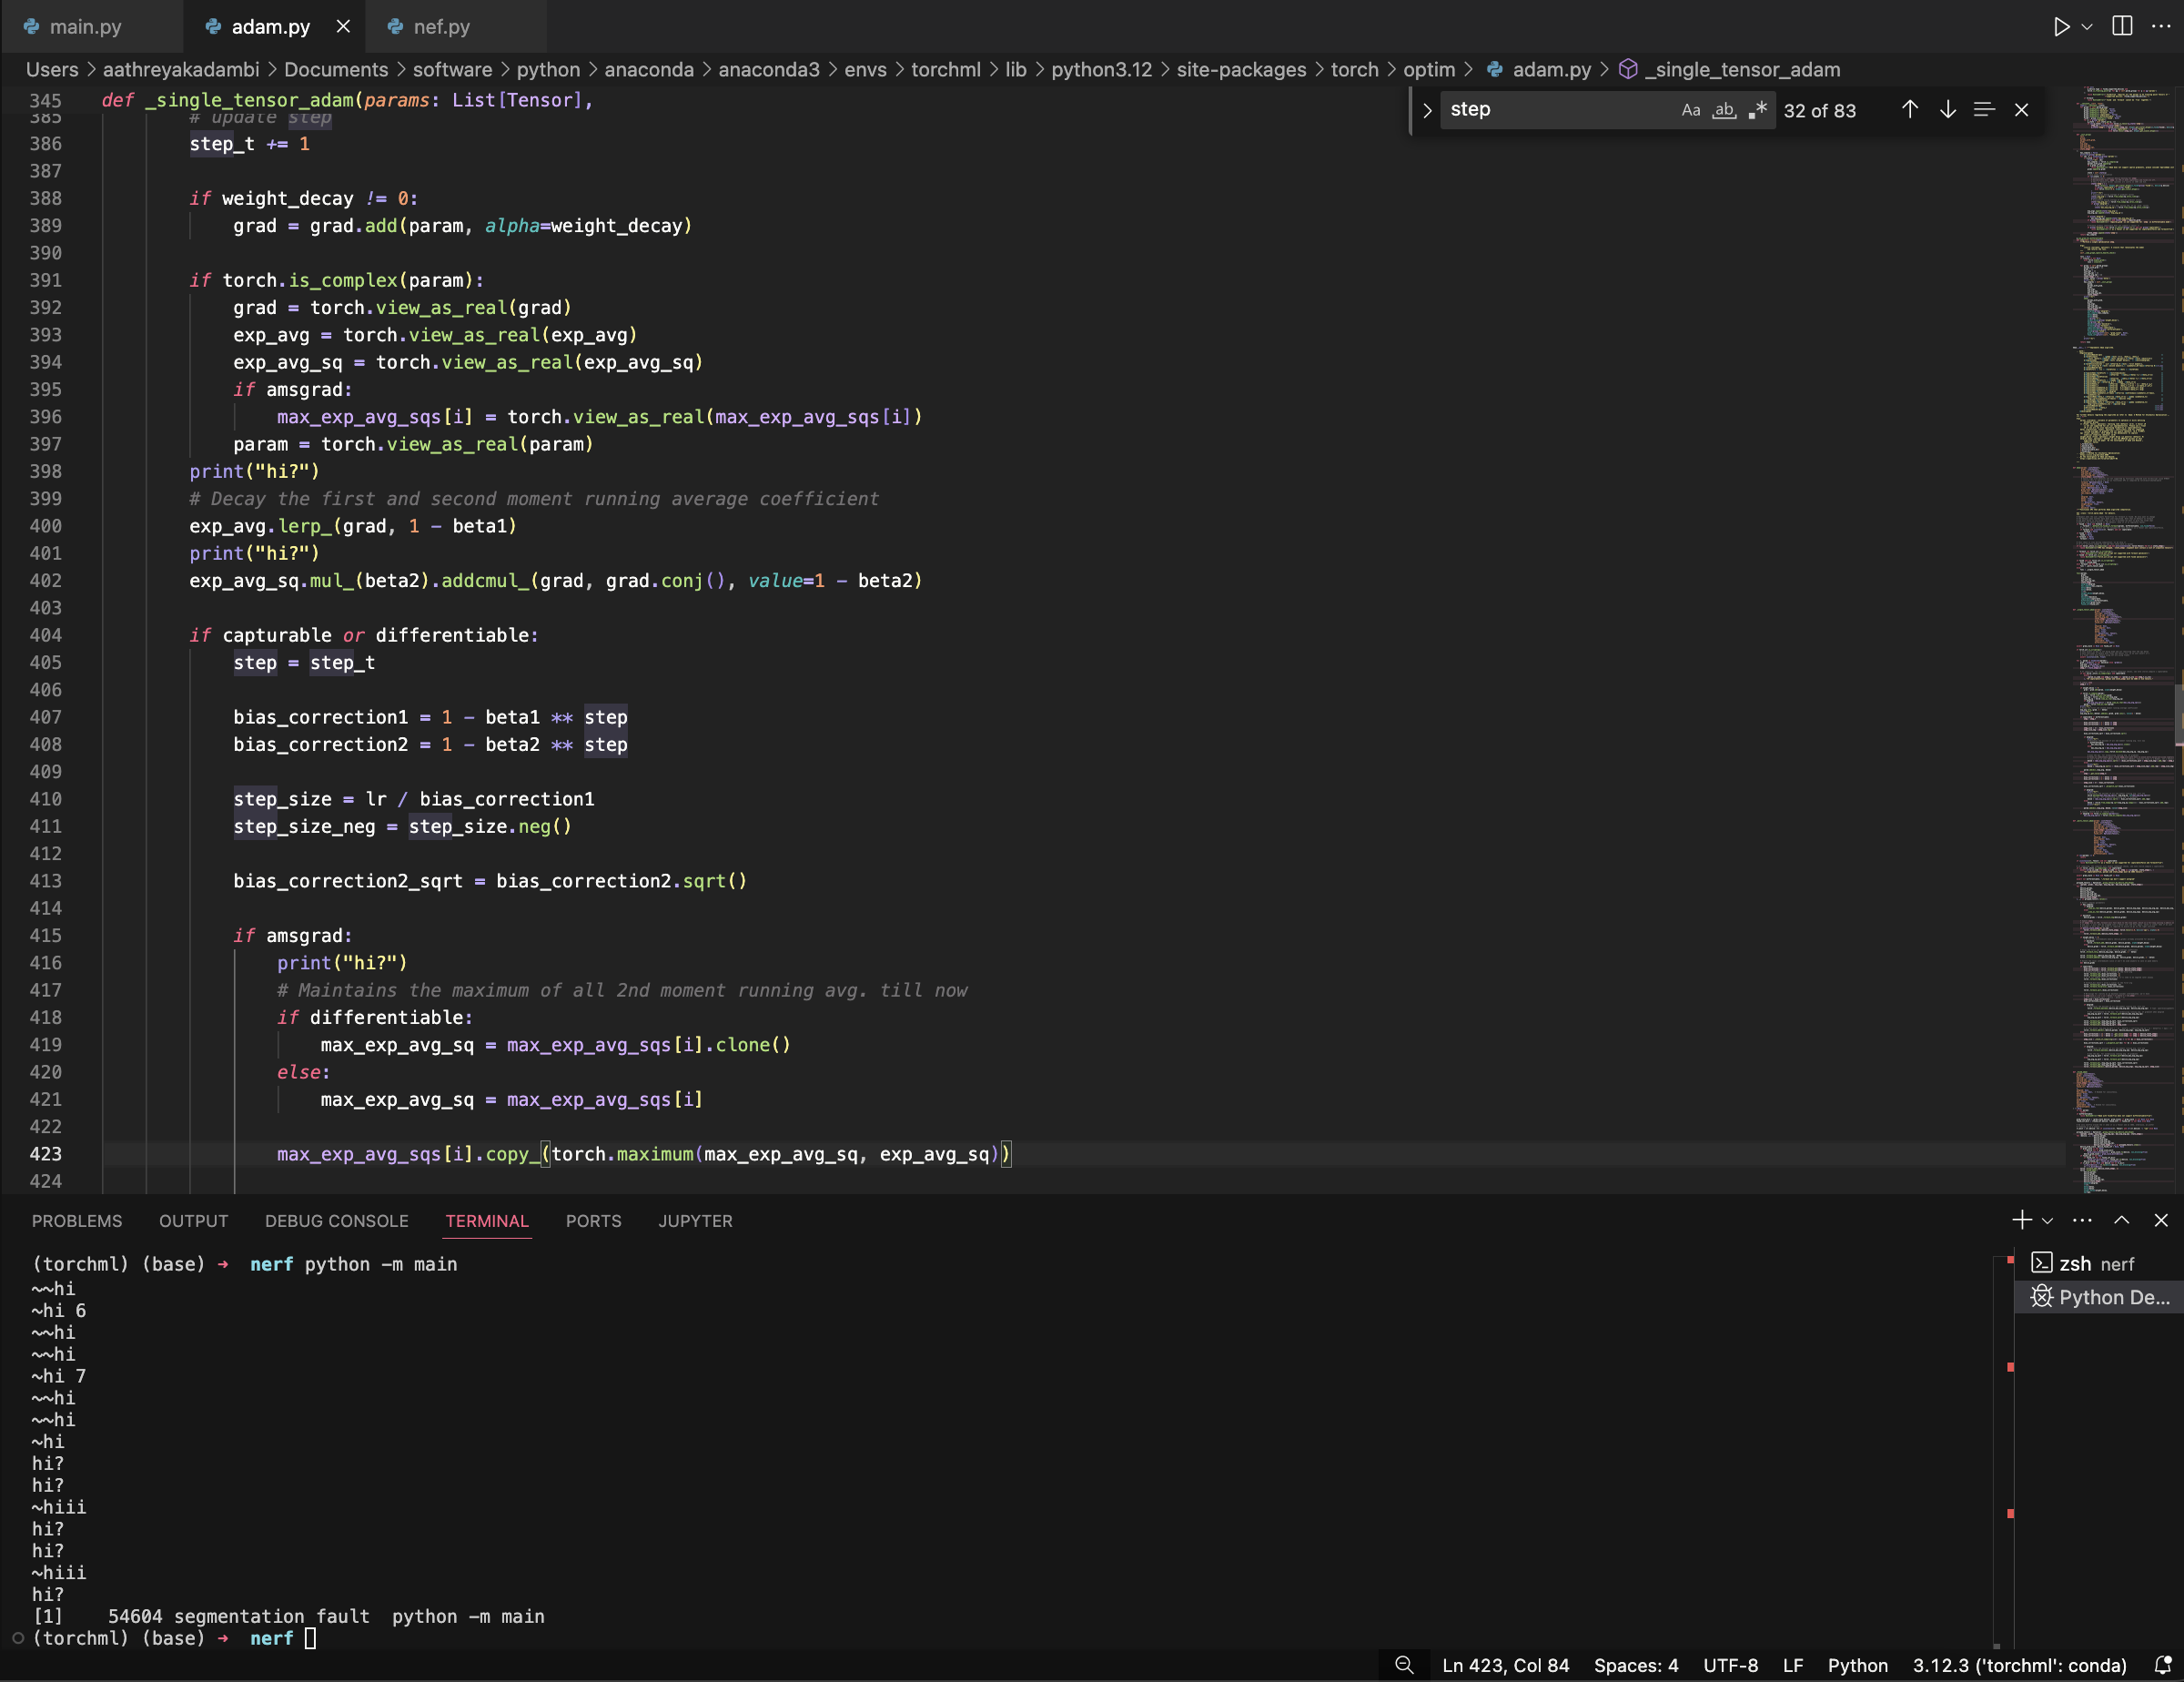 main.py
adam.py
nef.py
Users > aathreyakadambi > Documents > software > python > anaconda > anaconda3 > envs > torchml > lib > python3.12 > site-packages > torch > optim > adam.py > _single_tensor_adam
345 def _single_tensor_adam(params: List[Tensor],
step
Aa ab .* 32 of 83
385 # update step
386 step_t += 1
387
388 if weight_decay != 0:
389 grad = grad.add(param, alpha=weight_decay)
390
391 if torch.is_complex(param):
392 grad = torch.view_as_real(grad)
393 exp_avg = torch.view_as_real(exp_avg)
394 exp_avg_sq = torch.view_as_real(exp_avg_sq)
395 if amsgrad:
396 max_exp_avg_sqs[i] = torch.view_as_real(max_exp_avg_sqs[i])
397 param = torch.view_as_real(param)
398 print("hi?")
399 # Decay the first and second moment running average coefficient
400 exp_avg.lerp_(grad, 1 - beta1)
401 print("hi?")
402 exp_avg_sq.mul_(beta2).addcmul_(grad, grad.conj(), value=1 - beta2)
403
404 if capturable or differentiable:
405 step = step_t
406
407 bias_correction1 = 1 - beta1 ** step
408 bias_correction2 = 1 - beta2 ** step
409
410 step_size = lr / bias_correction1
411 step_size_neg = step_size.neg()
412
413 bias_correction2_sqrt = bias_correction2.sqrt()
414
415 if amsgrad:
416 print("hi?")
417 # Maintains the maximum of all 2nd moment running avg. till now
418 if differentiable:
419 max_exp_avg_sq = max_exp_avg_sqs[i].clone()
420 else:
421 max_exp_avg_sq = max_exp_avg_sqs[i]
422
423 max_exp_avg_sqs[i].copy_(torch.maximum(max_exp_avg_sq, exp_avg_sq))
424
PROBLEMS OUTPUT DEBUG CONSOLE TERMINAL PORTS JUPYTER
(torchml) (base) → nerf python -m main
~~hi
~hi 6
~~hi
~~hi
~hi 7
~~hi
~~hi
~hi
hi?
hi?
~hiii
hi?
hi?
~hiii
hi?
[1] 54604 segmentation fault python -m main
(torchml) (base) → nerf
zsh nerf
Python De...
Ln 423, Col 84 Spaces: 4 UTF-8 LF Python 3.12.3 ('torchml': conda)